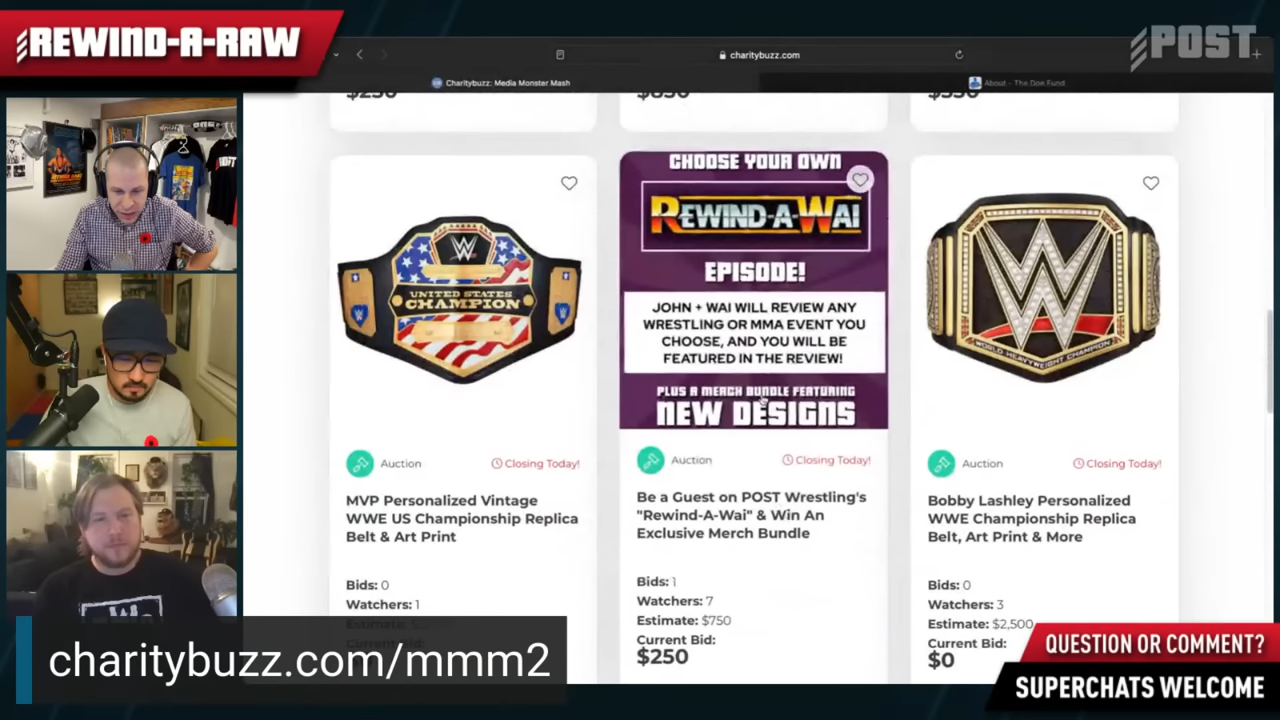 REWIND-A-RAW
POST
charitybuzz.com
Charitybuzz: Media Monster Mash
About - The Doe Fund
$250
$850
$350
W
UNITED STATES
CHAMPION
CHOOSE YOUR OWN
REWIND-A-WAI
EPISODE!
JOHN + WAI WILL REVIEW ANY
WRESTLING OR MMA EVENT YOU
CHOOSE, AND YOU WILL BE
FEATURED IN THE REVIEW!
PLUS A MERCH BUNDLE FEATURING
NEW DESIGNS
W
WORLD HEAVYWEIGHT CHAMPION
Auction
Closing Today!
MVP Personalized Vintage
WWE US Championship Replica
Belt & Art Print
Bids: 0
Watchers: 1
Estimate:
Current Bid:
Auction
Closing Today!
Be a Guest on POST Wrestling's
"Rewind-A-Wai" & Win An
Exclusive Merch Bundle
Bids: 1
Watchers: 7
Estimate: $750
Current Bid:
$250
Auction
Closing Today!
Bobby Lashley Personalized
WWE Championship Replica
Belt, Art Print & More
Bids: 0
Watchers: 3
Estimate: $2,500
Current Bid:
$0
charitybuzz.com/mmm2
QUESTION OR COMMENT?
SUPERCHATS WELCOME